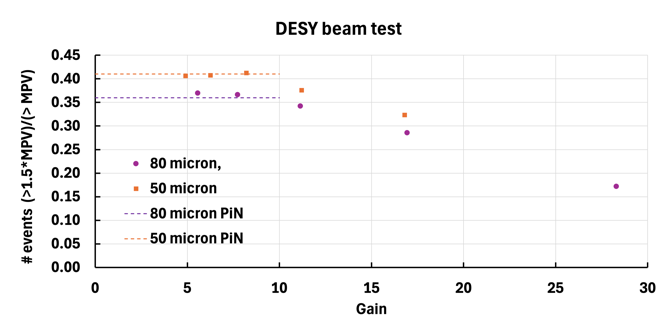 DESY beam test
# events (>1.5*MPV)/(> MPV)
0.45
0.40
0.35
0.30
0.25
0.20
0.15
0.10
0.05
0.00
80 micron,
50 micron
80 micron PiN
50 micron PiN
0 5 10 15 20 25 30
Gain